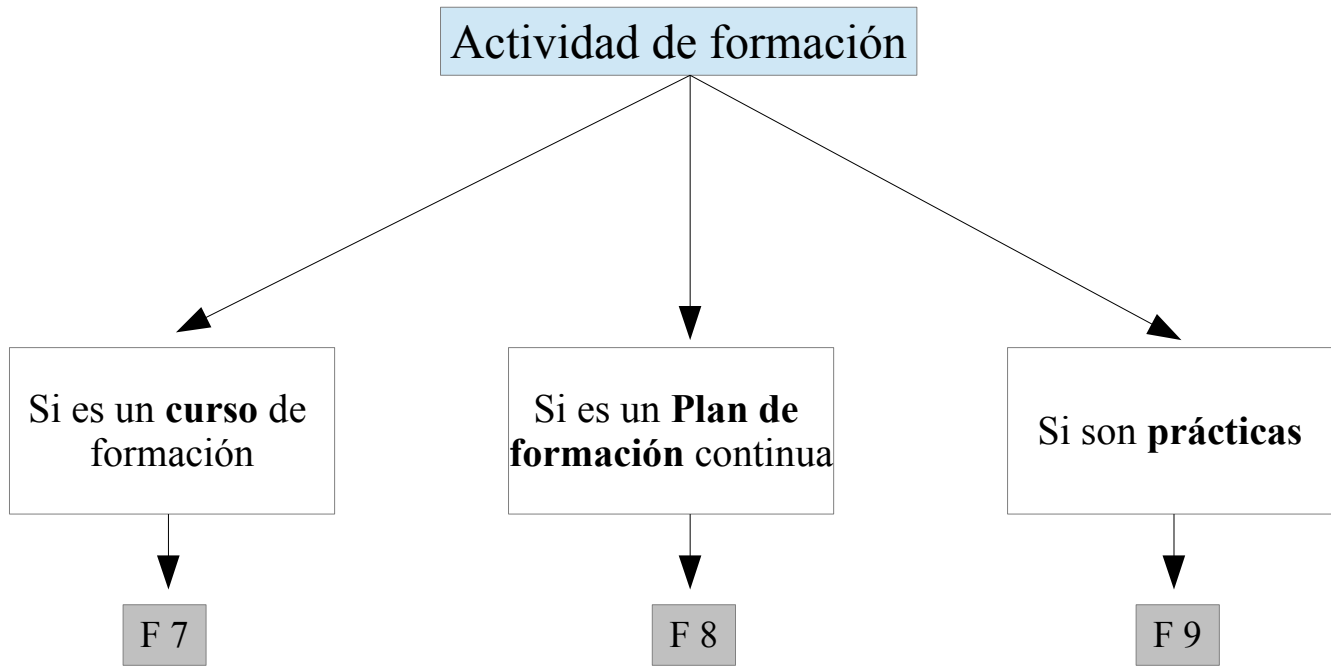 Actividad de formación
Si es un curso de
formación
Si es un Plan de
formación continua
Si son prácticas
F 7
F 8
F 9